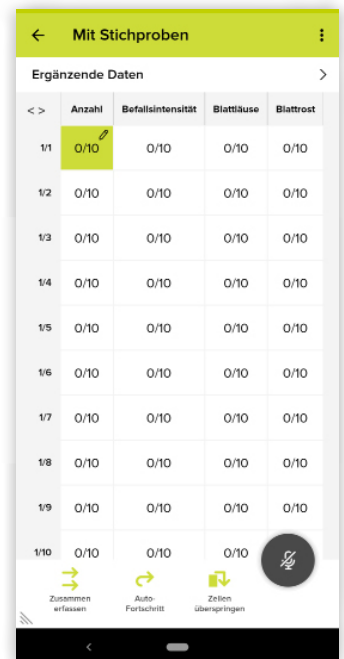 Mit Stichproben
Ergänzende Daten
< > Anzahl Befallsintensität Blattläuse Blattrost
1/1 0/10 0/10 0/10 0/10
1/2 0/10 0/10 0/10 0/10
1/3 0/10 0/10 0/10 0/10
1/4 0/10 0/10 0/10 0/10
1/5 0/10 0/10 0/10 0/10
1/6 0/10 0/10 0/10 0/10
1/7 0/10 0/10 0/10 0/10
1/8 0/10 0/10 0/10 0/10
1/9 0/10 0/10 0/10 0/10
1/10 0/10 0/10 0/10
Zusammen erfassen
Auto-Fortschritt
Zellen überspringen